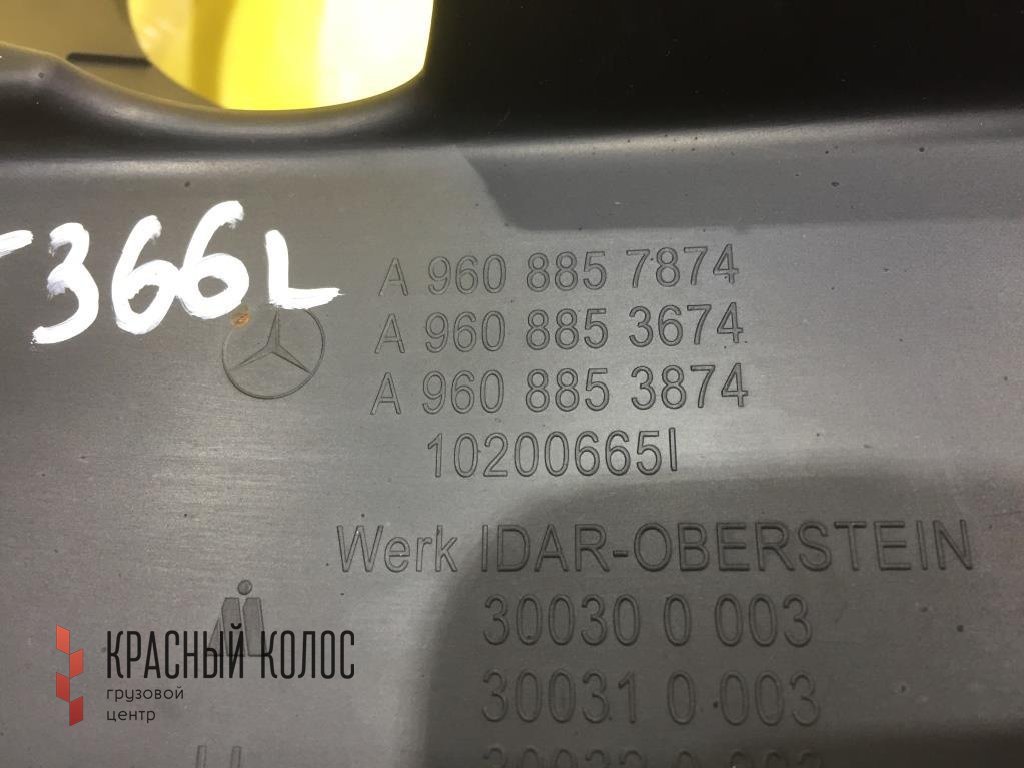 366L
A 960 885 7874
A 960 885 3674
A 960 885 3874
10200665I
Werk IDAR-OBERSTEIN
30030 0 003
30031 0 003
КРАСНЫЙ КОЛОС
грузовой
центр